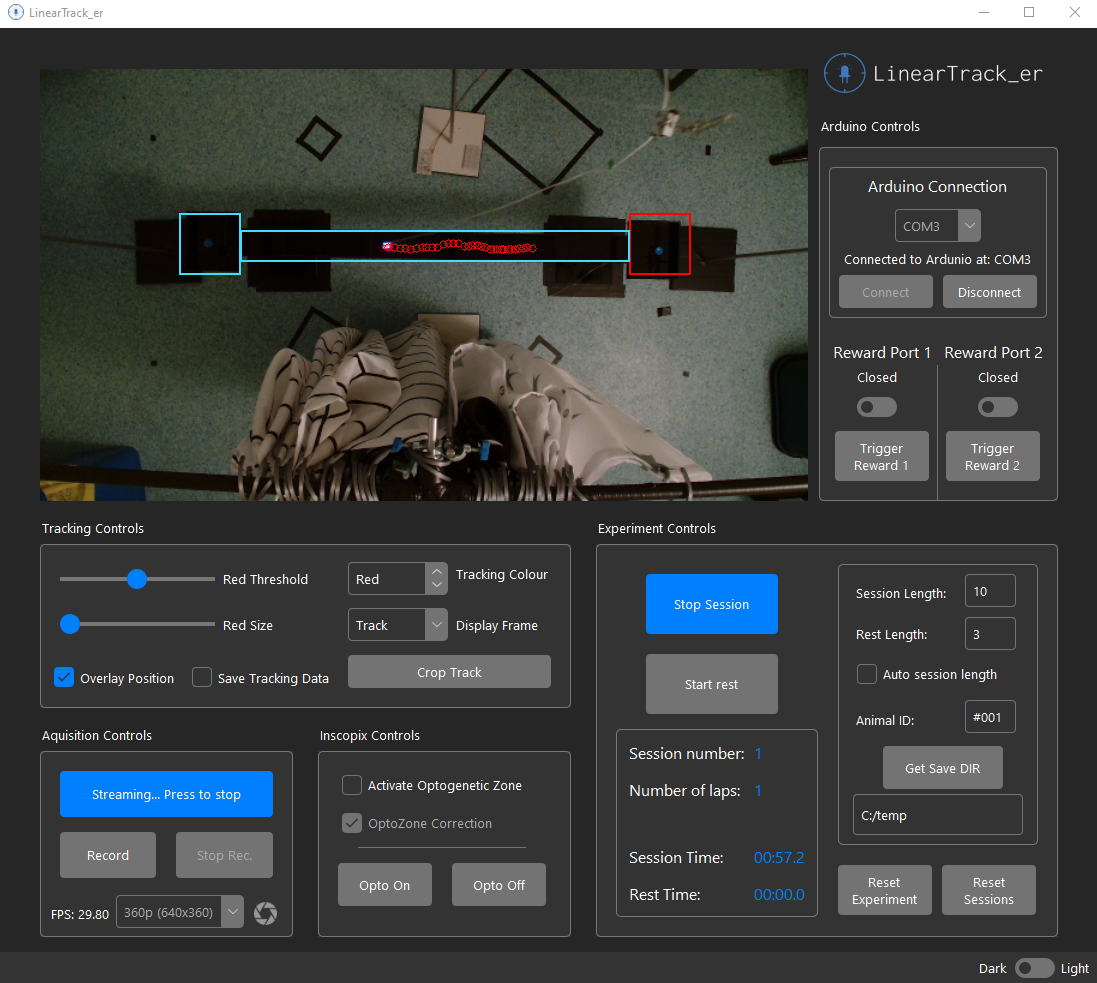 LinearTrack_er
LinearTrack_er
Arduino Controls
Arduino Connection
COM3
Connected to Ardunio at: COM3
Connect
Disconnect
Reward Port 1
Reward Port 2
Closed
Closed
Trigger
Reward 1
Trigger
Reward 2
Tracking Controls
Red Threshold
Red
Tracking Colour
Red Size
Track
Display Frame
Overlay Position
Save Tracking Data
Crop Track
Aquisition Controls
Streaming... Press to stop
Record
Stop Rec.
FPS: 29.80
360p (640x360)
Inscopix Controls
Activate Optogenetic Zone
OptoZone Correction
Opto On
Opto Off
Experiment Controls
Stop Session
Start rest
Session number: 1
Number of laps: 1
Session Time: 00:57.2
Rest Time: 00:00.0
Session Length: 10
Rest Length: 3
Auto session length
Animal ID: #001
Get Save DIR
C:/temp
Reset
Experiment
Reset
Sessions
Dark
Light